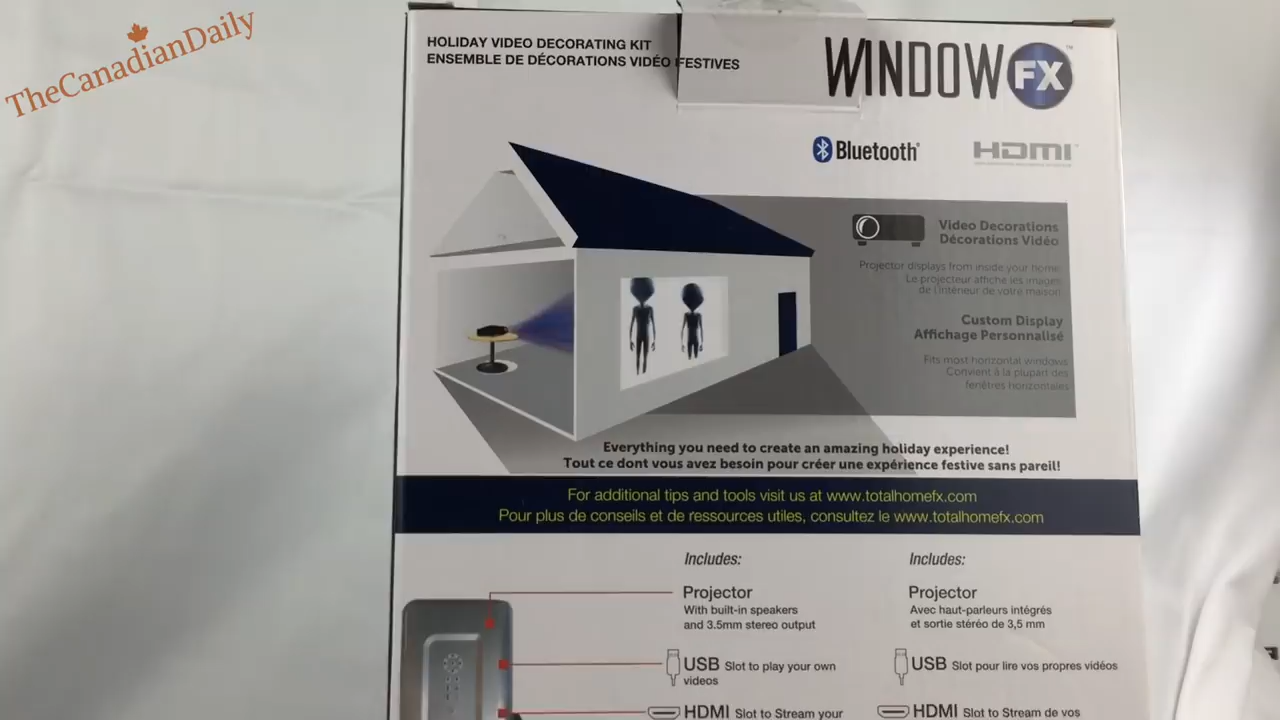 TheCanadianDaily
HOLIDAY VIDEO DECORATING KIT
ENSEMBLE DE DÉCORATIONS VIDÉO FESTIVES
WINDOW FX™
Bluetooth®
HDMI™
Video Decorations
Décorations Vidéo
Projector displays from inside your home
Le projecteur affiche les images
de l'intérieur de votre maison
Custom Display
Affichage Personnalisé
Fits most horizontal windows
Convient à la plupart des
fenêtres horizontales
Everything you need to create an amazing holiday experience!
Tout ce dont vous avez besoin pour créer une expérience festive sans pareil!
For additional tips and tools visit us at www.totalhomefx.com
Pour plus de conseils et de ressources utiles, consultez le www.totalhomefx.com
Includes:
Projector
With built-in speakers
and 3.5mm stereo output
USB Slot to play your own
videos
HDMI Slot to Stream your
Includes:
Projector
Avec haut-parleurs intégrés
et sortie stéréo de 3,5 mm
USB Slot pour lire vos propres vidéos
HDMI Slot to Stream de vos